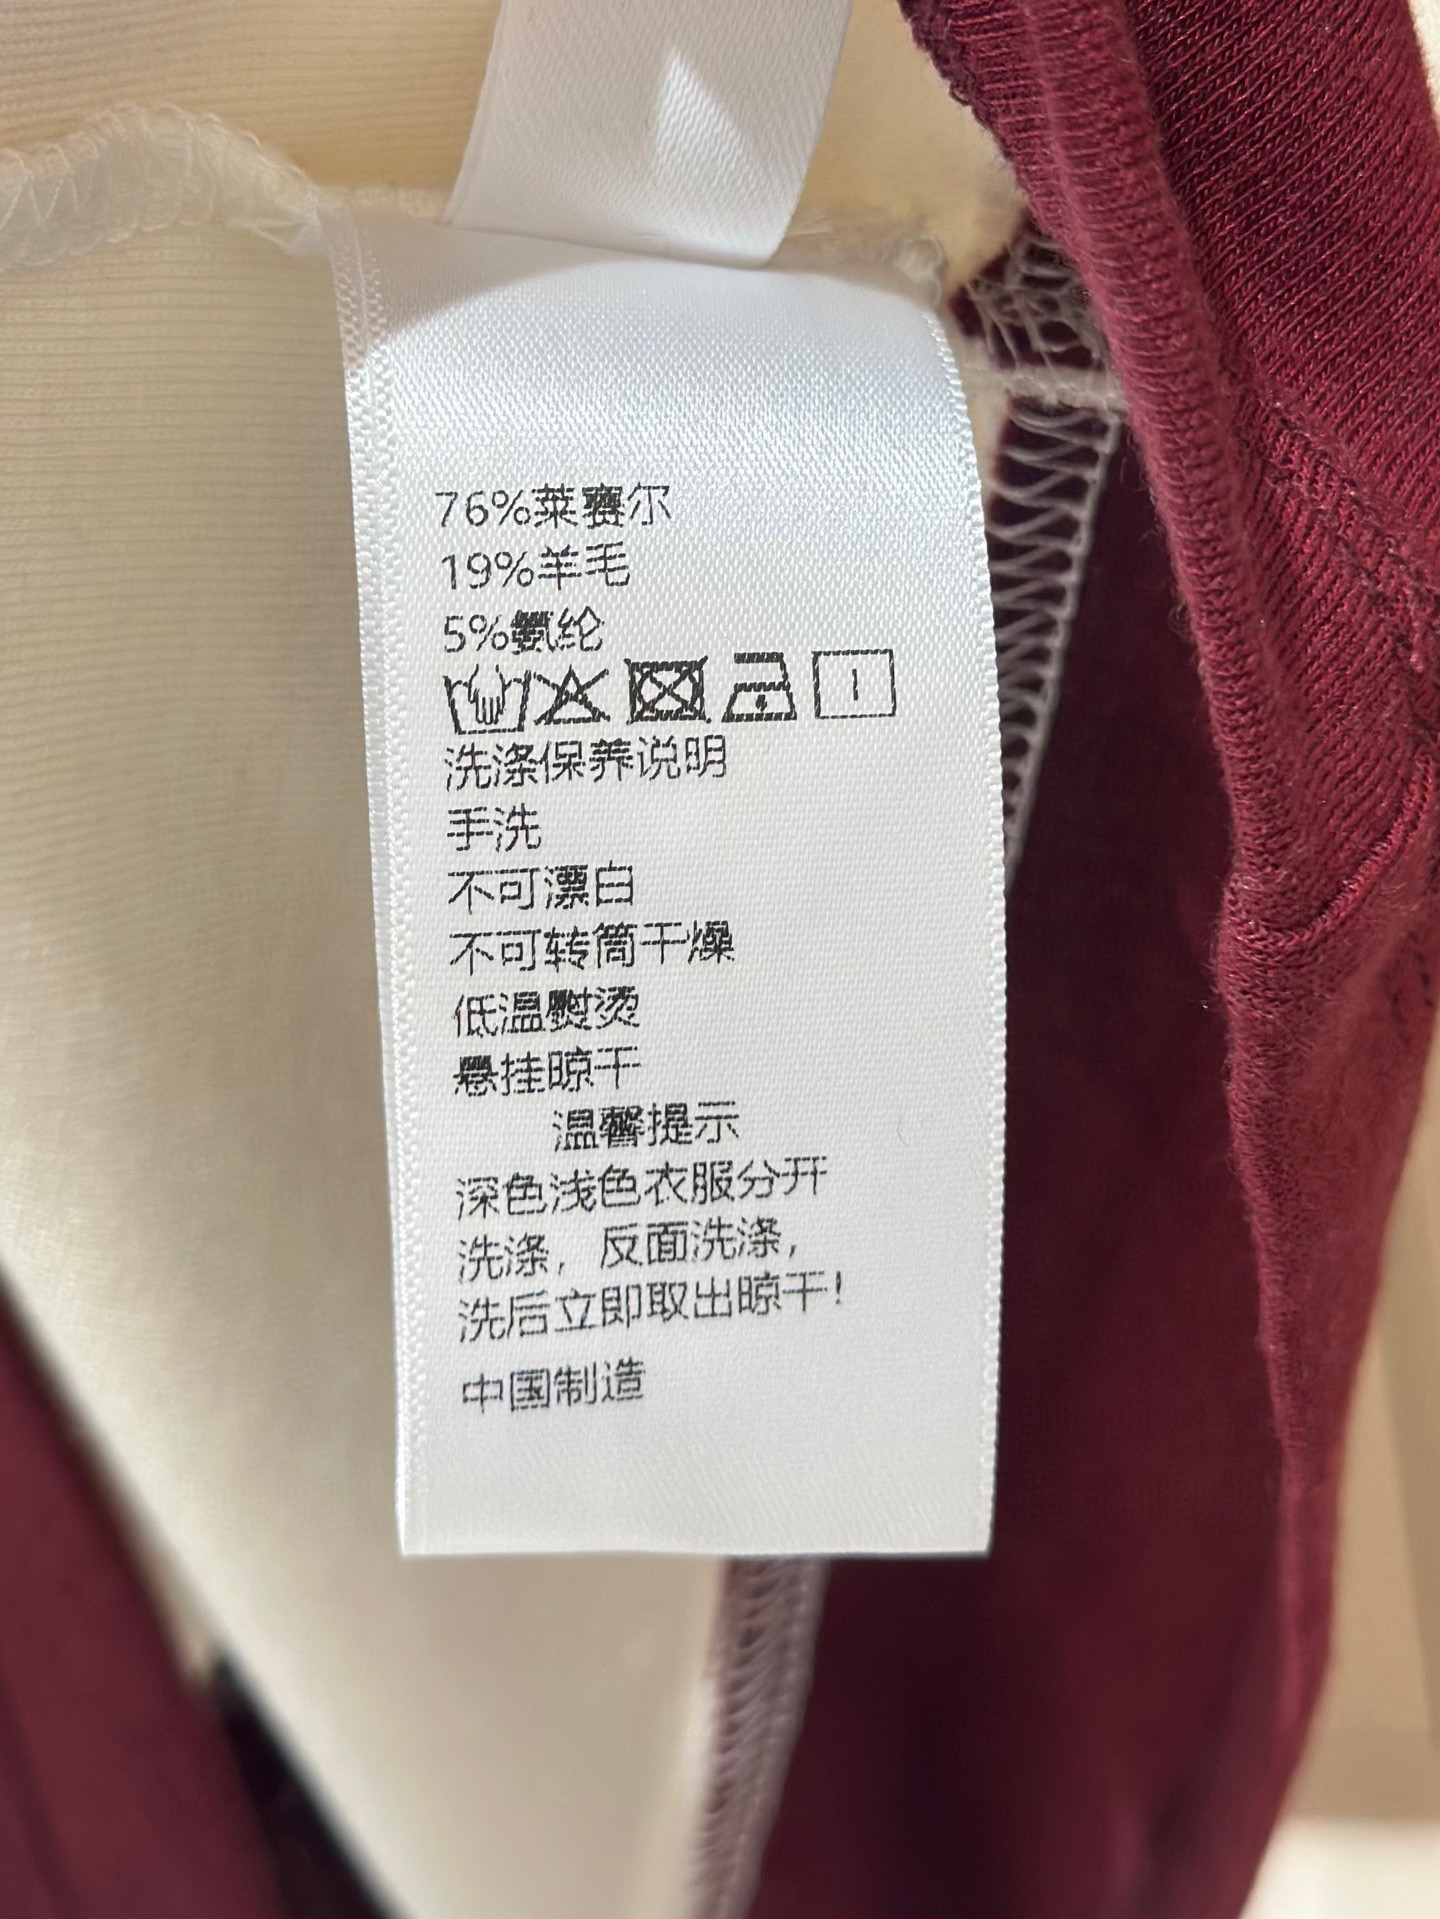 76%莱赛尔
19%羊毛
5%氨纶
洗涤保养说明
手洗
不可漂白
不可转筒干燥
低温熨烫
悬挂晾干
温馨提示
深色浅色衣服分开
洗涤，反面洗涤，
洗后立即取出晾干！
中国制造